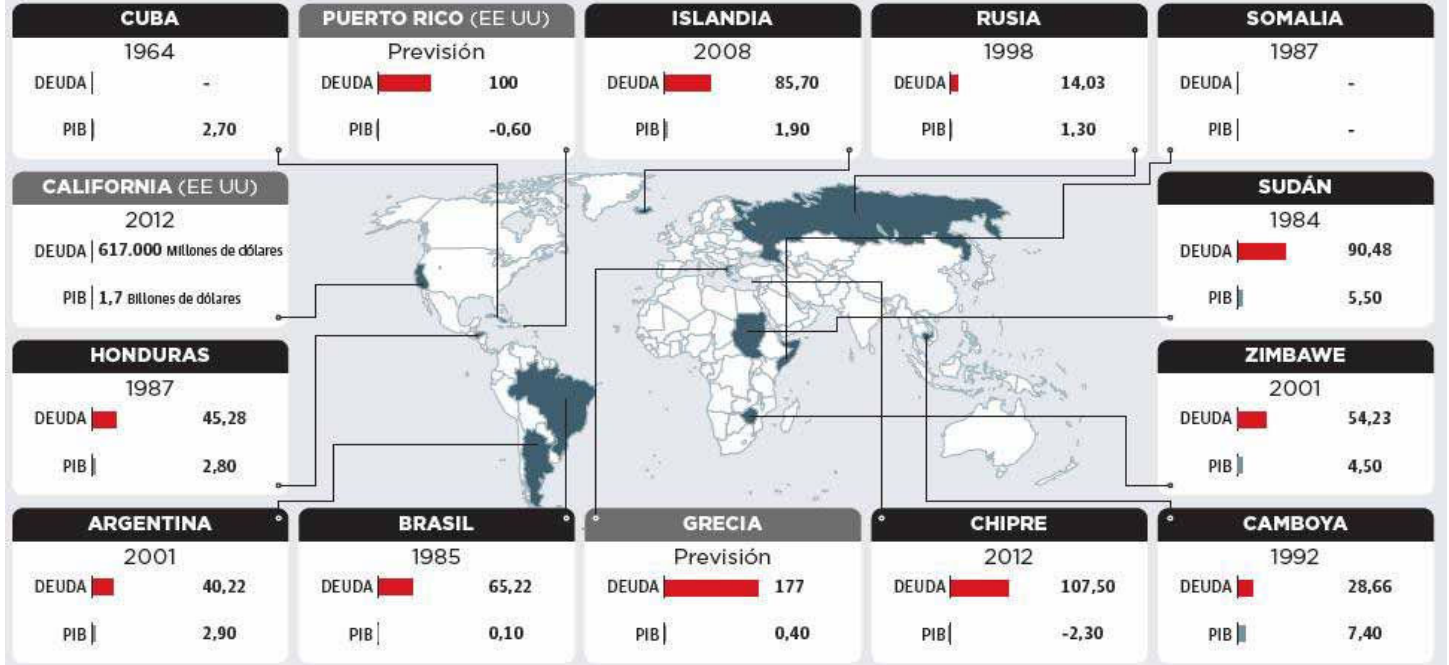 CUBA
1964
DEUDA -
PIB 2,70
PUERTO RICO (EE UU)
Previsión
DEUDA 100
PIB -0,60
ISLANDIA
2008
DEUDA 85,70
PIB 1,90
RUSIA
1998
DEUDA 14,03
PIB 1,30
SOMALIA
1987
DEUDA -
PIB -
CALIFORNIA (EE UU)
2012
DEUDA 617.000 Millones de dólares
PIB 1,7 Billones de dólares
SUDÁN
1984
DEUDA 90,48
PIB 5,50
HONDURAS
1987
DEUDA 45,28
PIB 2,80
ZIMBAWE
2001
DEUDA 54,23
PIB 4,50
ARGENTINA
2001
DEUDA 40,22
PIB 2,90
BRASIL
1985
DEUDA 65,22
PIB 0,10
GRECIA
Previsión
DEUDA 177
PIB 0,40
CHIPRE
2012
DEUDA 107,50
PIB -2,30
CAMBOYA
1992
DEUDA 28,66
PIB 7,40